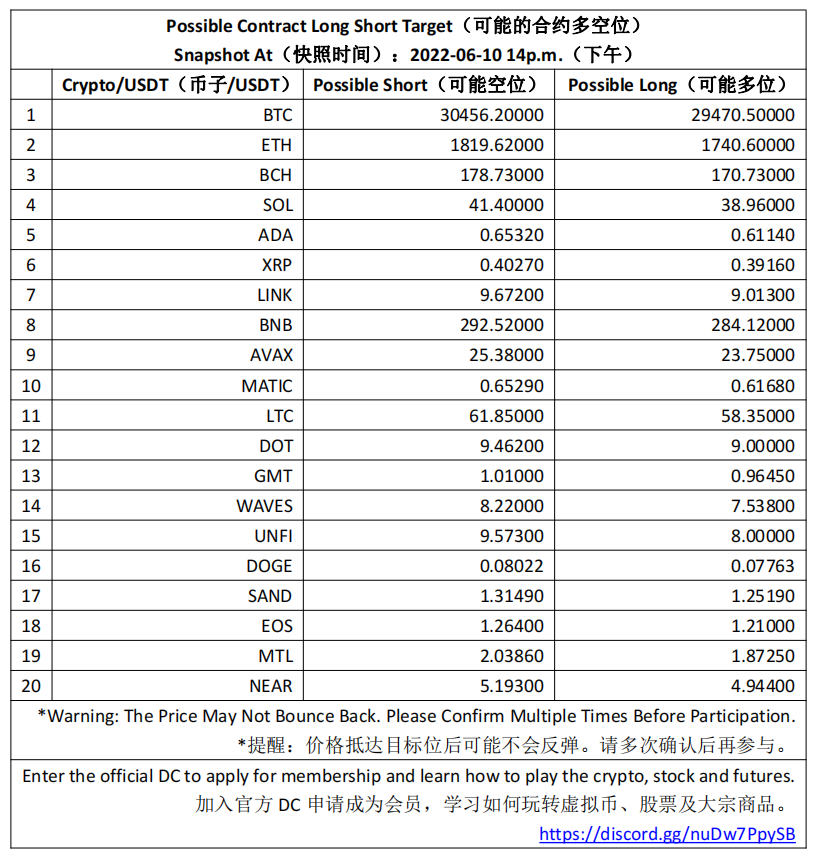 Possible Contract Long Short Target（可能的合约多空位）
Snapshot At（快照时间）：2022-06-10 14p.m.（下午）
Crypto/USDT（币子/USDT） Possible Short（可能空位） Possible Long（可能多位）
1 BTC 30456.20000 29470.50000
2 ETH 1819.62000 1740.60000
3 BCH 178.73000 170.73000
4 SOL 41.40000 38.96000
5 ADA 0.65320 0.61140
6 XRP 0.40270 0.39160
7 LINK 9.67200 9.01300
8 BNB 292.52000 284.12000
9 AVAX 25.38000 23.75000
10 MATIC 0.65290 0.61680
11 LTC 61.85000 58.35000
12 DOT 9.46200 9.00000
13 GMT 1.01000 0.96450
14 WAVES 8.22000 7.53800
15 UNFI 9.57300 8.00000
16 DOGE 0.08022 0.07763
17 SAND 1.31490 1.25190
18 EOS 1.26400 1.21000
19 MTL 2.03860 1.87250
20 NEAR 5.19300 4.94400
*Warning: The Price May Not Bounce Back. Please Confirm Multiple Times Before Participation.
*提醒：价格抵达目标位后可能不会反弹。请多次确认后再参与。
Enter the official DC to apply for membership and learn how to play the crypto, stock and futures.
加入官方 DC 申请成为会员，学习如何玩转虚拟币、股票及大宗商品。
https://discord.gg/nuDw7PpySB